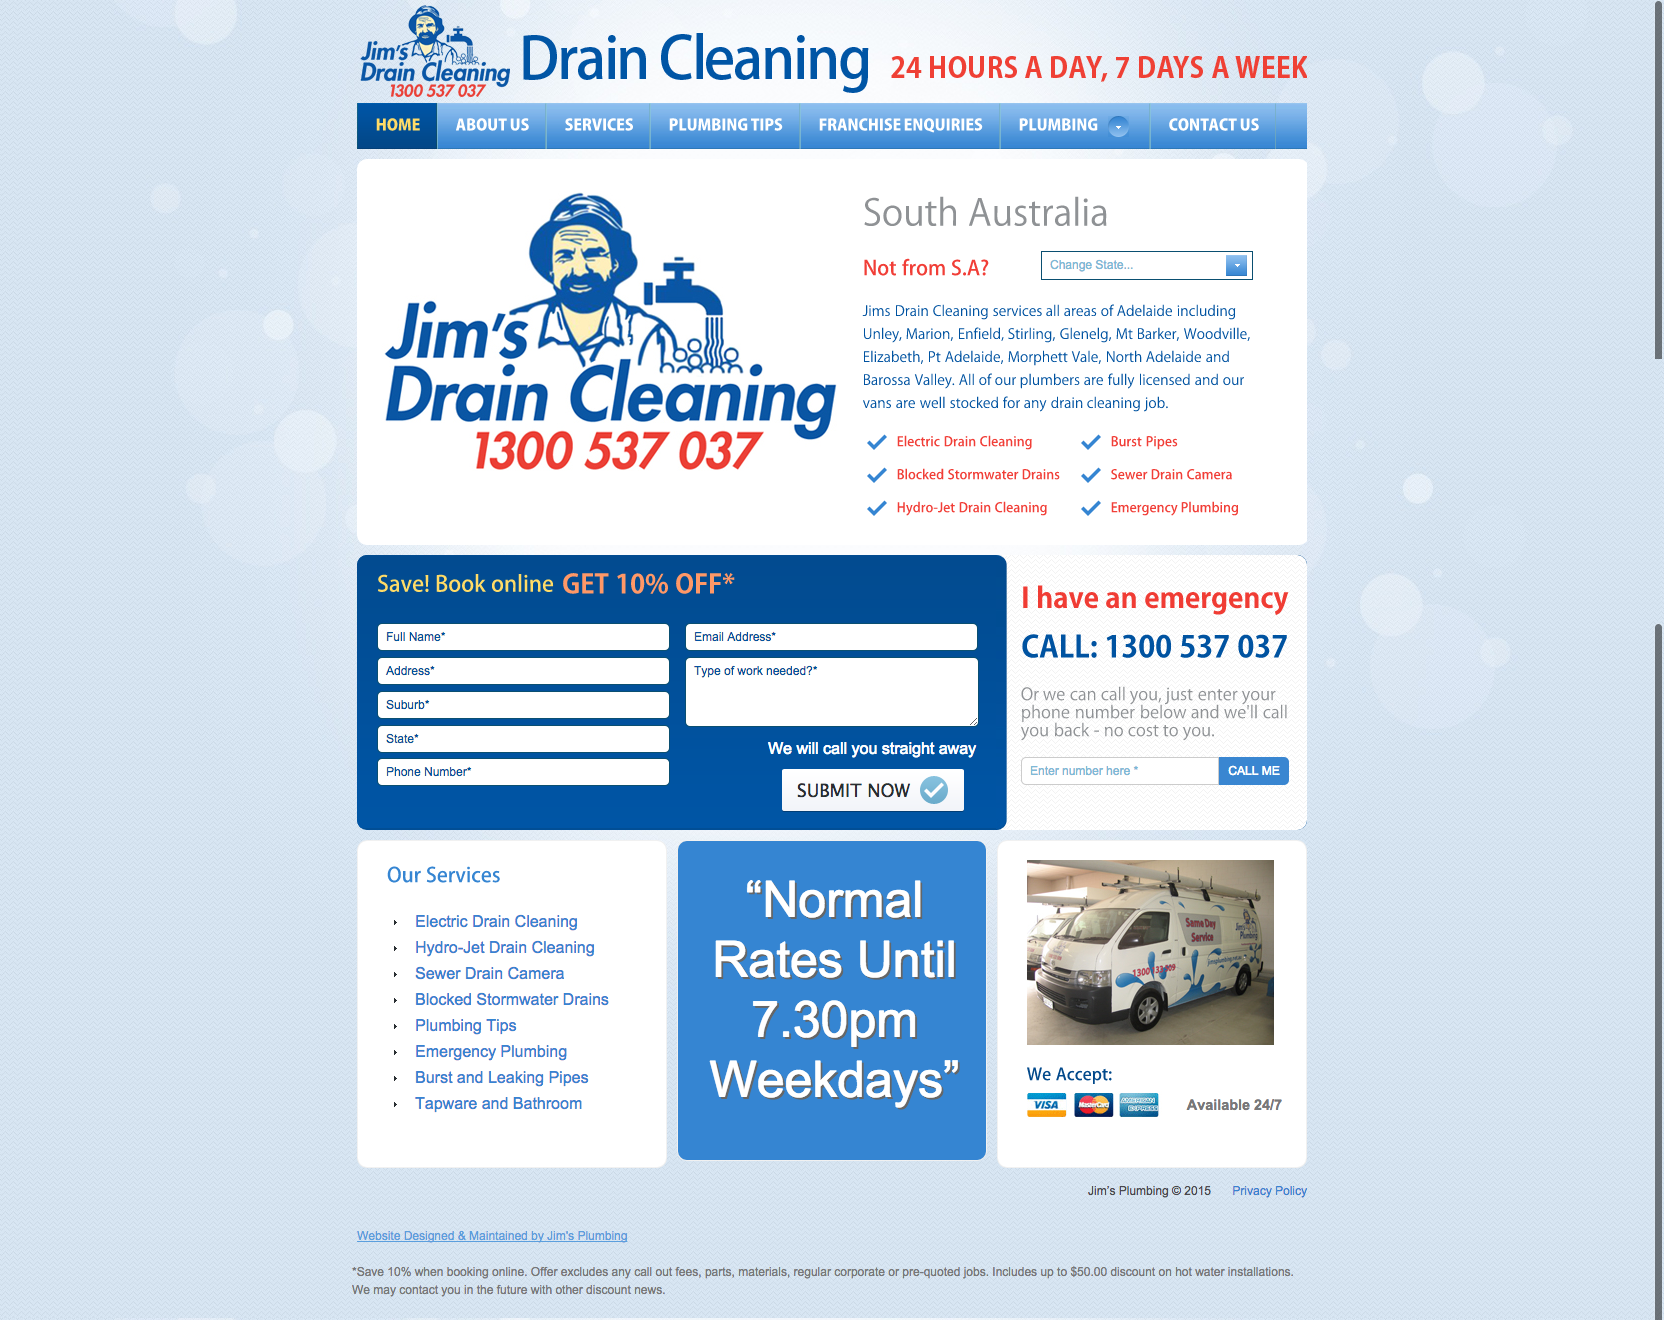 Jim's
Drain Cleaning
1300 537 037
Drain Cleaning
24 HOURS A DAY, 7 DAYS A WEEK
HOME
ABOUT US
SERVICES
PLUMBING TIPS
FRANCHISE ENQUIRIES
PLUMBING
CONTACT US
Jim's
Drain Cleaning
1300 537 037
South Australia
Not from S.A?
Change State...
Jims Drain Cleaning services all areas of Adelaide including
Unley, Marion, Enfield, Stirling, Glenelg, Mt Barker, Woodville,
Elizabeth, Pt Adelaide, Morphett Vale, North Adelaide and
Barossa Valley. All of our plumbers are fully licensed and our
vans are well stocked for any drain cleaning job.
Electric Drain Cleaning
Burst Pipes
Blocked Stormwater Drains
Sewer Drain Camera
Hydro-Jet Drain Cleaning
Emergency Plumbing
Save! Book online GET 10% OFF*
Full Name*
Address*
Suburb*
State*
Phone Number*
Email Address*
Type of work needed?*
We will call you straight away
SUBMIT NOW
I have an emergency
CALL: 1300 537 037
Or we can call you, just enter your
phone number below and we'll call
you back - no cost to you.
Enter number here *
CALL ME
Our Services
Electric Drain Cleaning
Hydro-Jet Drain Cleaning
Sewer Drain Camera
Blocked Stormwater Drains
Plumbing Tips
Emergency Plumbing
Burst and Leaking Pipes
Tapware and Bathroom
“Normal
Rates Until
7.30pm
Weekdays”
Same Day
Service
Jim's
Plumbing
We Accept:
VISA
MasterCard
AMERICAN
EXPRESS
Available 24/7
Jim's Plumbing © 2015
Privacy Policy
Website Designed & Maintained by Jim's Plumbing
*Save 10% when booking online. Offer excludes any call out fees, parts, materials, regular corporate or pre-quoted jobs. Includes up to $50.00 discount on hot water installations.
We may contact you in the future with other discount news.